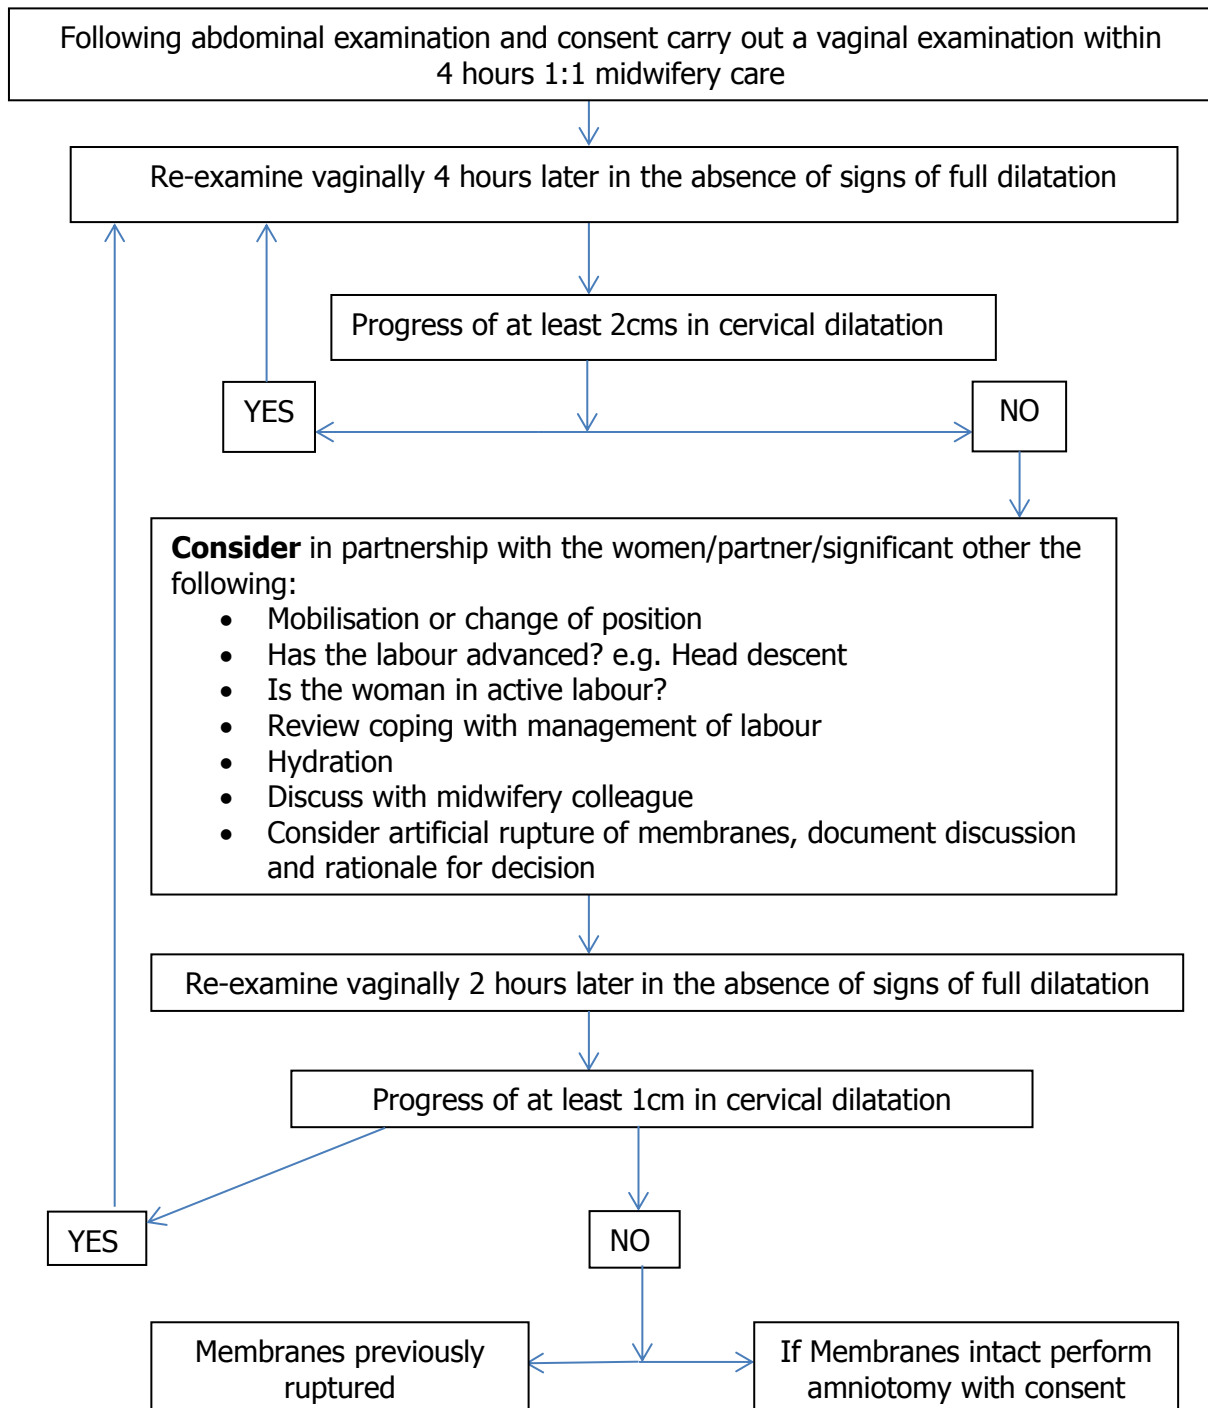 Following abdominal examination and consent carry out a vaginal examination within
4 hours 1:1 midwifery care
Re-examine vaginally 4 hours later in the absence of signs of full dilatation
Progress of at least 2cms in cervical dilatation
YES
NO
Consider in partnership with the women/partner/significant other the
following:
• Mobilisation or change of position
• Has the labour advanced? e.g. Head descent
• Is the woman in active labour?
• Review coping with management of labour
• Hydration
• Discuss with midwifery colleague
• Consider artificial rupture of membranes, document discussion
and rationale for decision
Re-examine vaginally 2 hours later in the absence of signs of full dilatation
Progress of at least 1cm in cervical dilatation
YES
NO
Membranes previously
ruptured
If Membranes intact perform
amniotomy with consent